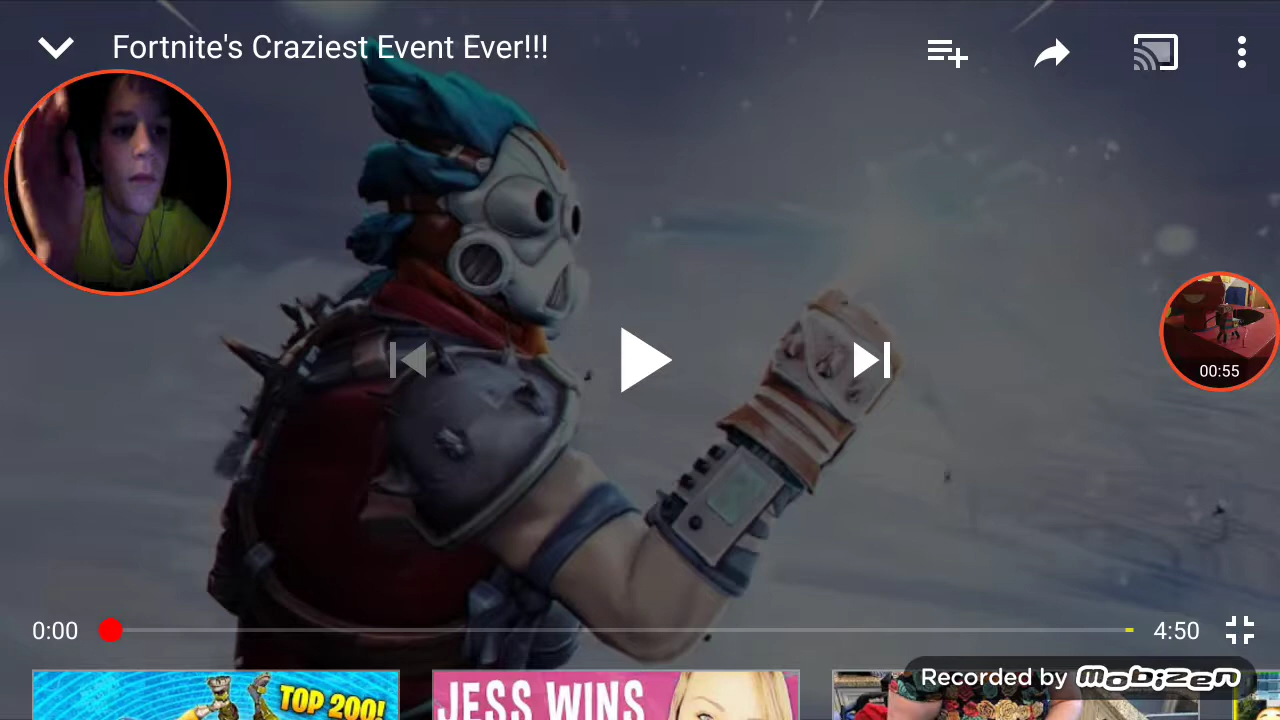 Fortnite's Craziest Event Ever!!!
00:55
0:00
4:50
Recorded by mobizen
TOP 200!
JESS WINS